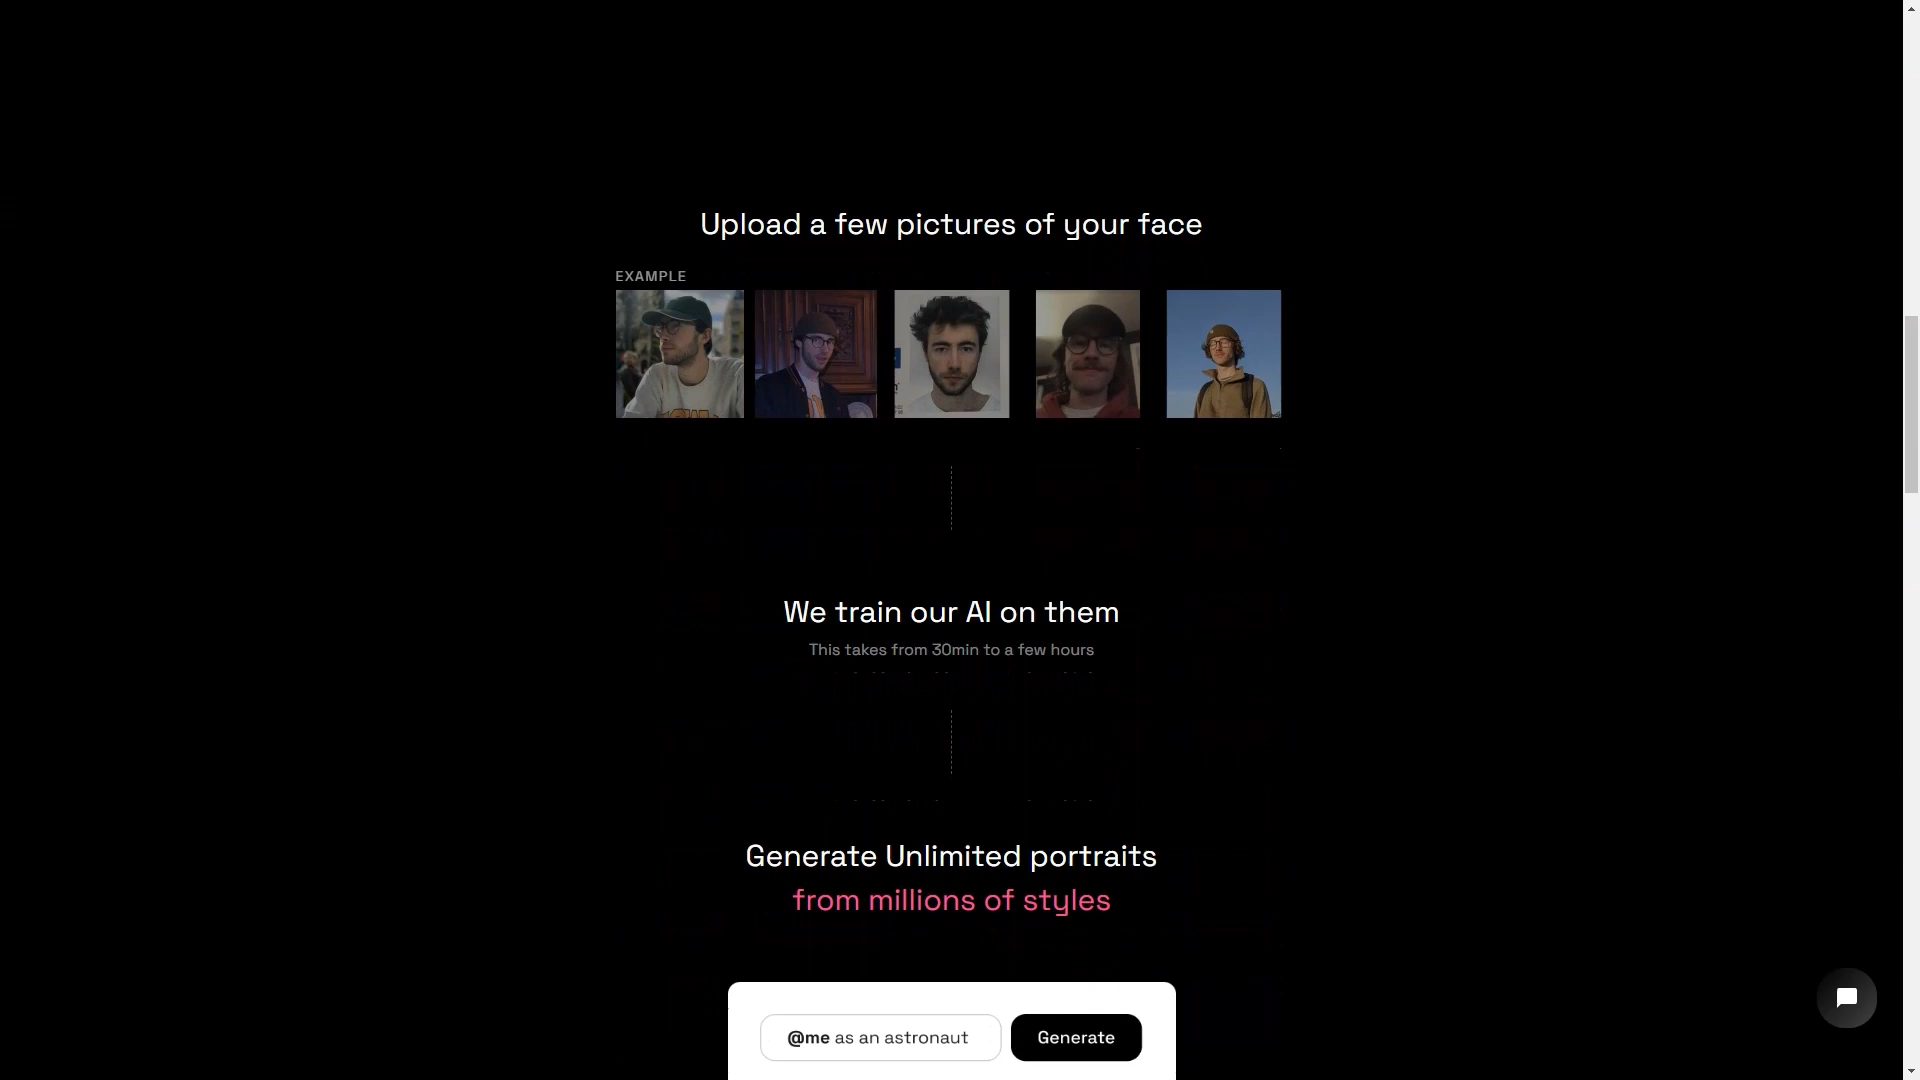 Upload a few pictures of your face
EXAMPLE
We train our AI on them
This takes from 30min to a few hours
Generate Unlimited portraits
from millions of styles
@me as an astronaut
Generate